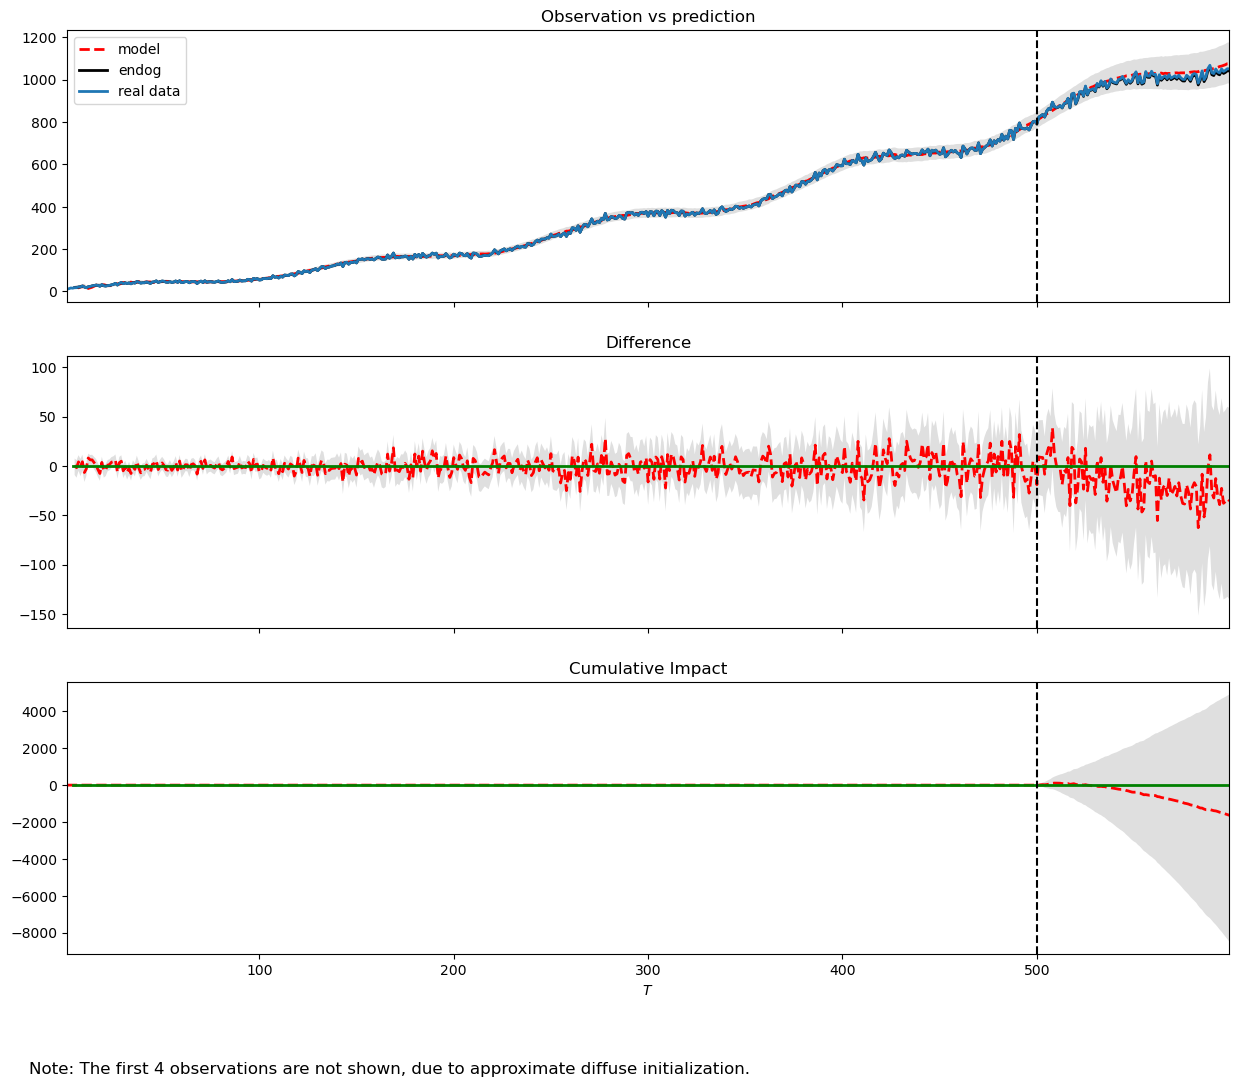 Observation vs prediction
1200
1000
800
600
400
200
0
model
endog
real data
Difference
100
50
0
−50
−100
−150
Cumulative Impact
4000
2000
0
−2000
−4000
−6000
−8000
100 200 300 400 500
T
Note: The first 4 observations are not shown, due to approximate diffuse initialization.